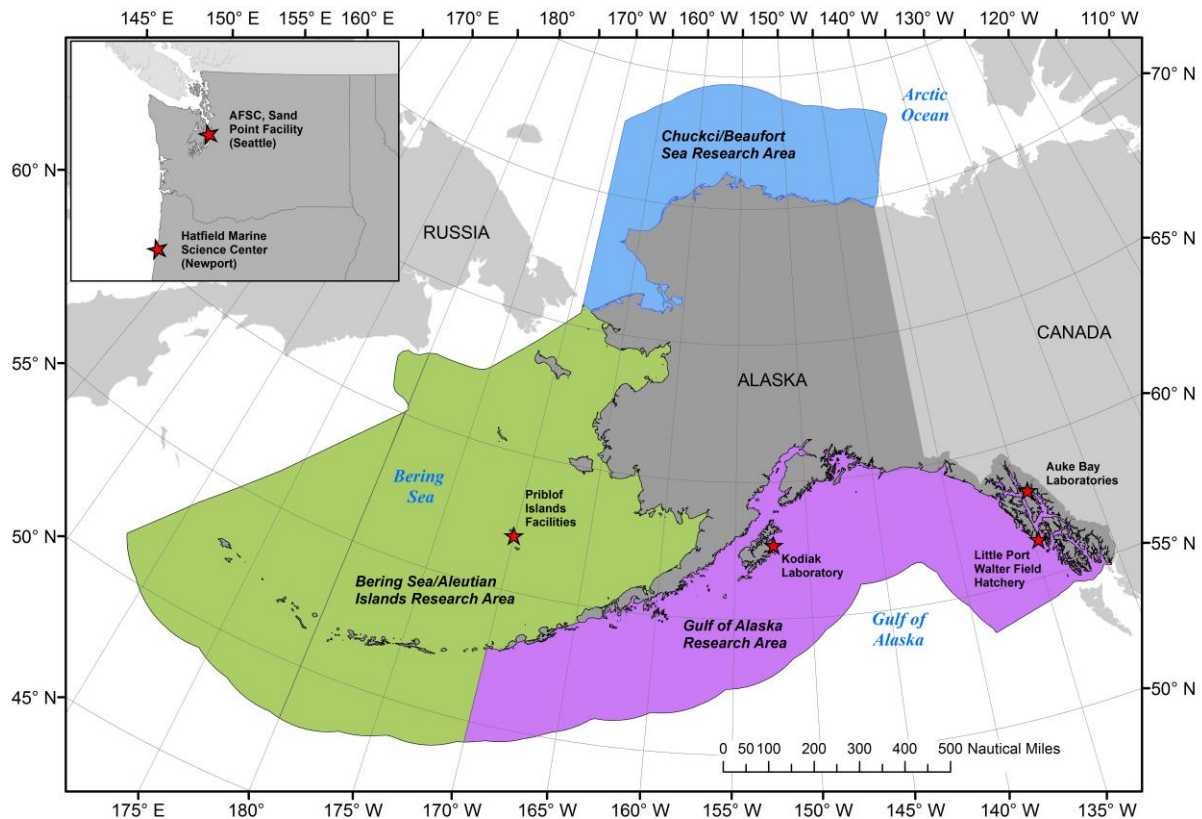 145° E 150° E 155° E 160° E 170° E 180° 170° W 160° W 150° W 140° W 130° W 120° W 110° W
70° N
65° N
60° N
55° N
50° N
60° N
55° N
50° N
45° N
AFSC, Sand
Point Facility
(Seattle)
Hatfield Marine
Science Center
(Newport)
Arctic
Ocean
Chuckci/Beaufort
Sea Research Area
RUSSIA
CANADA
ALASKA
Bering
Sea
Priblof
Islands
Facilities
Auke Bay
Laboratories
Kodiak
Laboratory
Little Port
Walter Field
Hatchery
Bering Sea/Aleutian
Islands Research Area
Gulf of Alaska
Research Area
Gulf of
Alaska
0 50 100 200 300 400 500 Nautical Miles
175° E 180° 175° W 170° W 165° W 160° W 155° W 150° W 145° W 140° W 135° W